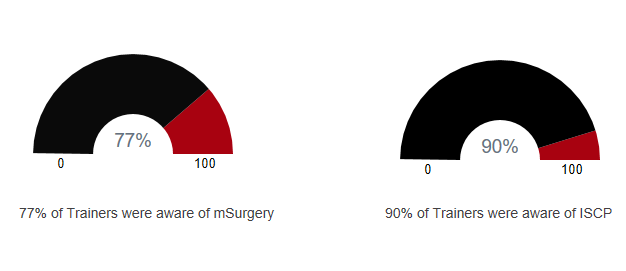 77%
0 100
77% of Trainers were aware of mSurgery
90%
0 100
90% of Trainers were aware of ISCP